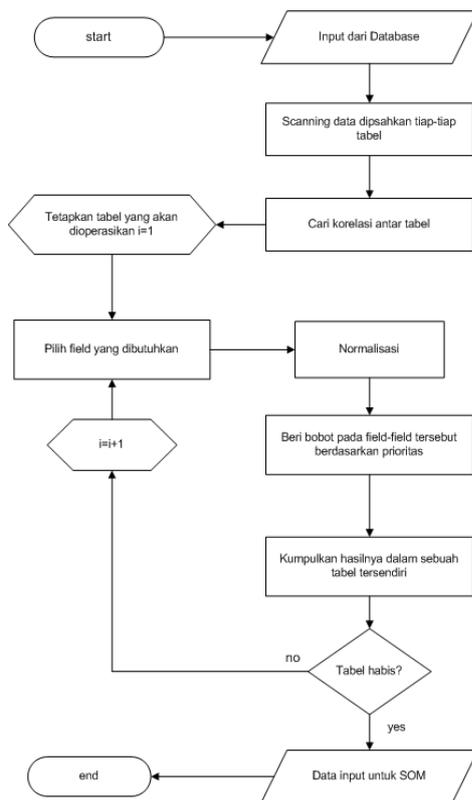 start
Input dari Database
Scanning data dipsahkan tiap-tiap
tabel
Cari korelasi antar tabel
Tetapkan tabel yang akan
dioperasikan i=1
Pilih field yang dibutuhkan
Normalisasi
Beri bobot pada field-field tersebut
berdasarkan prioritas
Kumpulkan hasilnya dalam sebuah
tabel tersendiri
Tabel habis?
no
i=i+1
yes
Data input untuk SOM
end